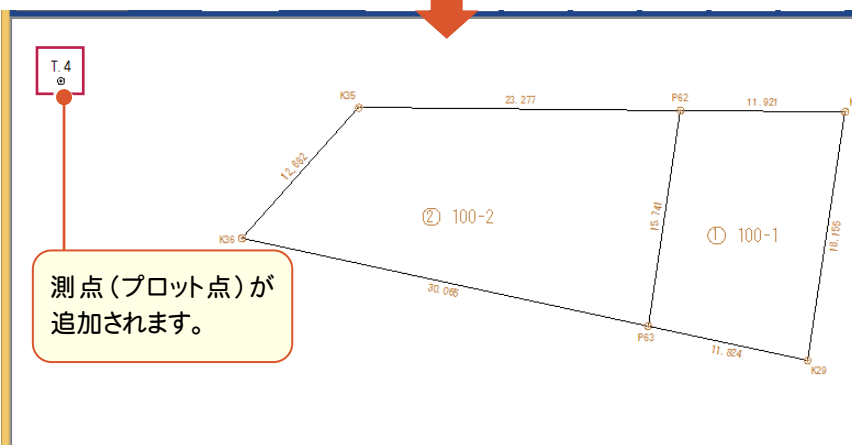 T.4
K35
23.277
P62
11.921
K
12.682
② 100-2
15.741
① 100-1
18.155
K36
30.065
測点（プロット点）が
追加されます。
P63
11.824
K29